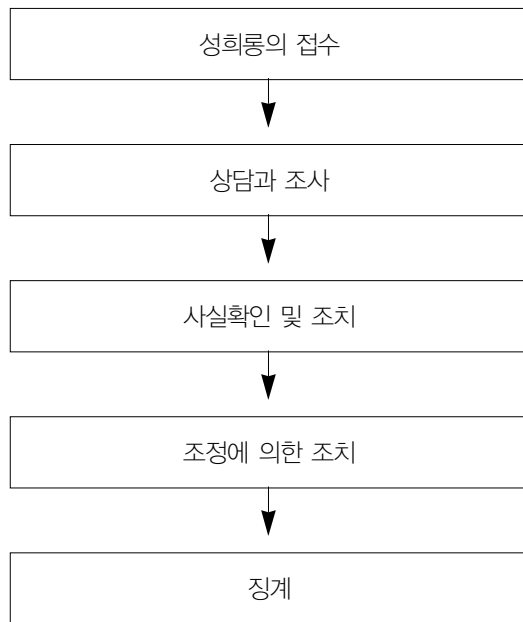 성희롱의 접수
상담과 조사
사실확인 및 조치
조정에 의한 조치
징계